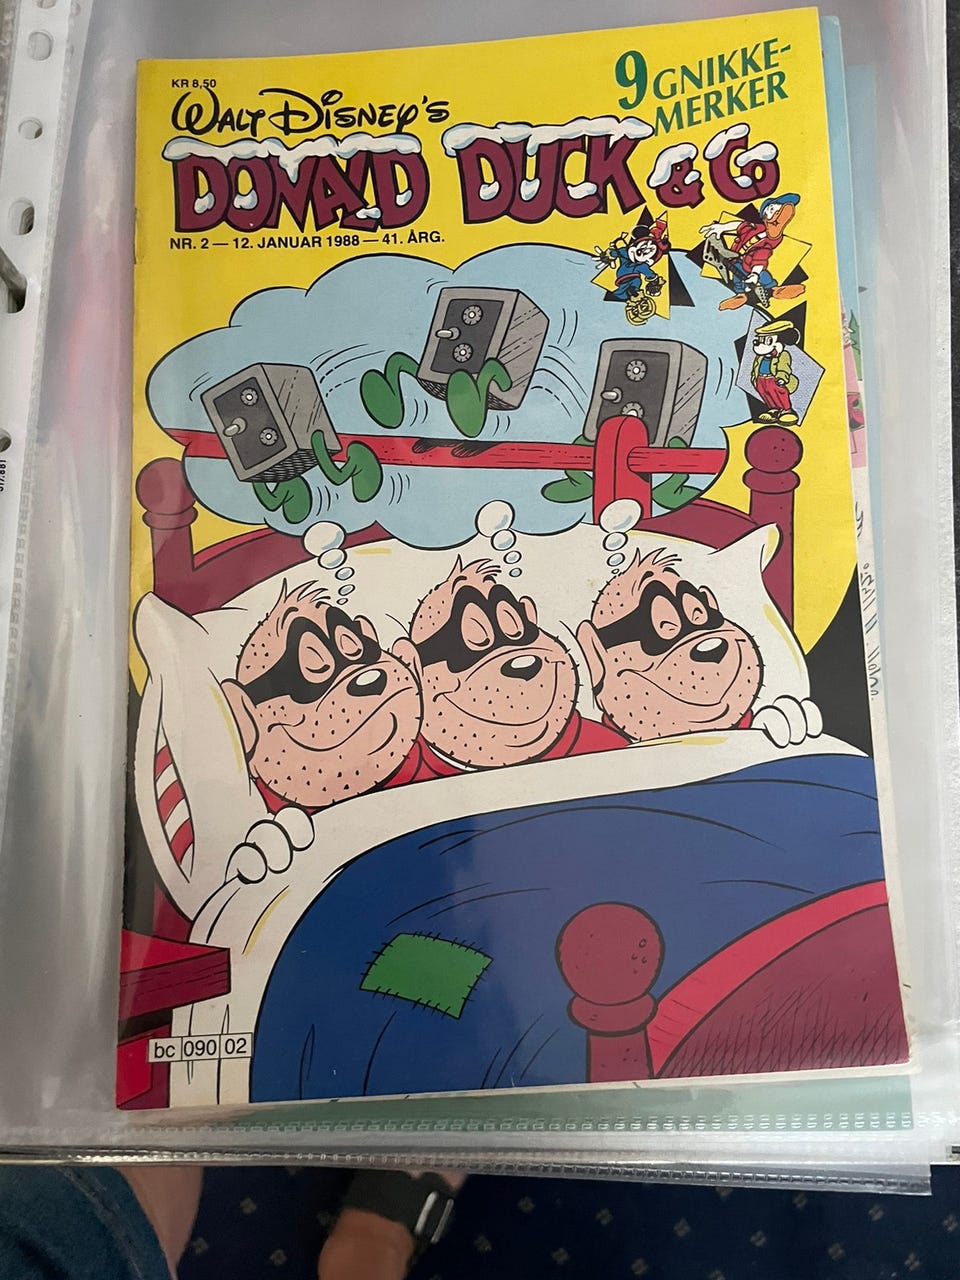 KR 8,50
WALT DISNEY'S
9 GNIKKE-
MERKER
DONALD DUCK & Co
NR. 2 — 12. JANUAR 1988 — 41. ÅRG.
bc 090 02